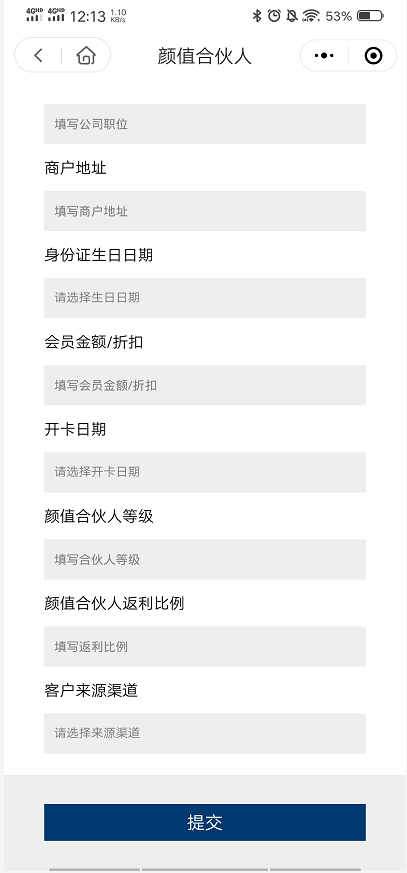 4GHD 4GHD 12:13 1.10 KB/s 53%
颜值合伙人
填写公司职位
商户地址
填写商户地址
身份证生日日期
请选择生日日期
会员金额/折扣
填写会员金额/折扣
开卡日期
请选择开卡日期
颜值合伙人等级
填写合伙人等级
颜值合伙人返利比例
填写返利比例
客户来源渠道
请选择来源渠道
提交